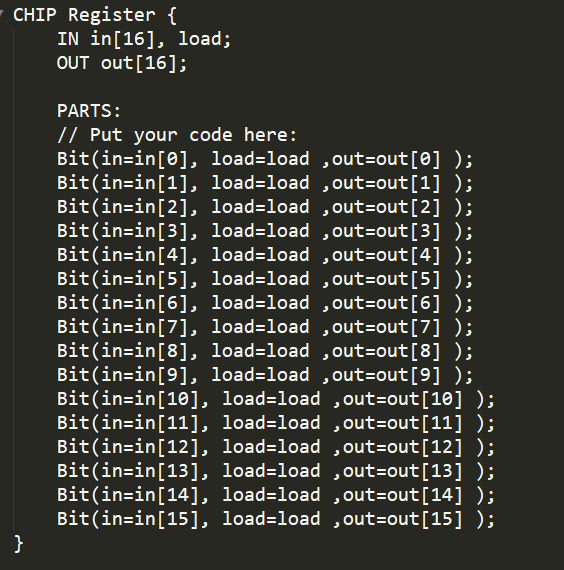 CHIP Register {
IN in[16], load;
OUT out[16];
PARTS:
// Put your code here:
Bit(in=in[0], load=load ,out=out[0] );
Bit(in=in[1], load=load ,out=out[1] );
Bit(in=in[2], load=load ,out=out[2] );
Bit(in=in[3], load=load ,out=out[3] );
Bit(in=in[4], load=load ,out=out[4] );
Bit(in=in[5], load=load ,out=out[5] );
Bit(in=in[6], load=load ,out=out[6] );
Bit(in=in[7], load=load ,out=out[7] );
Bit(in=in[8], load=load ,out=out[8] );
Bit(in=in[9], load=load ,out=out[9] );
Bit(in=in[10], load=load ,out=out[10] );
Bit(in=in[11], load=load ,out=out[11] );
Bit(in=in[12], load=load ,out=out[12] );
Bit(in=in[13], load=load ,out=out[13] );
Bit(in=in[14], load=load ,out=out[14] );
Bit(in=in[15], load=load ,out=out[15] );
}